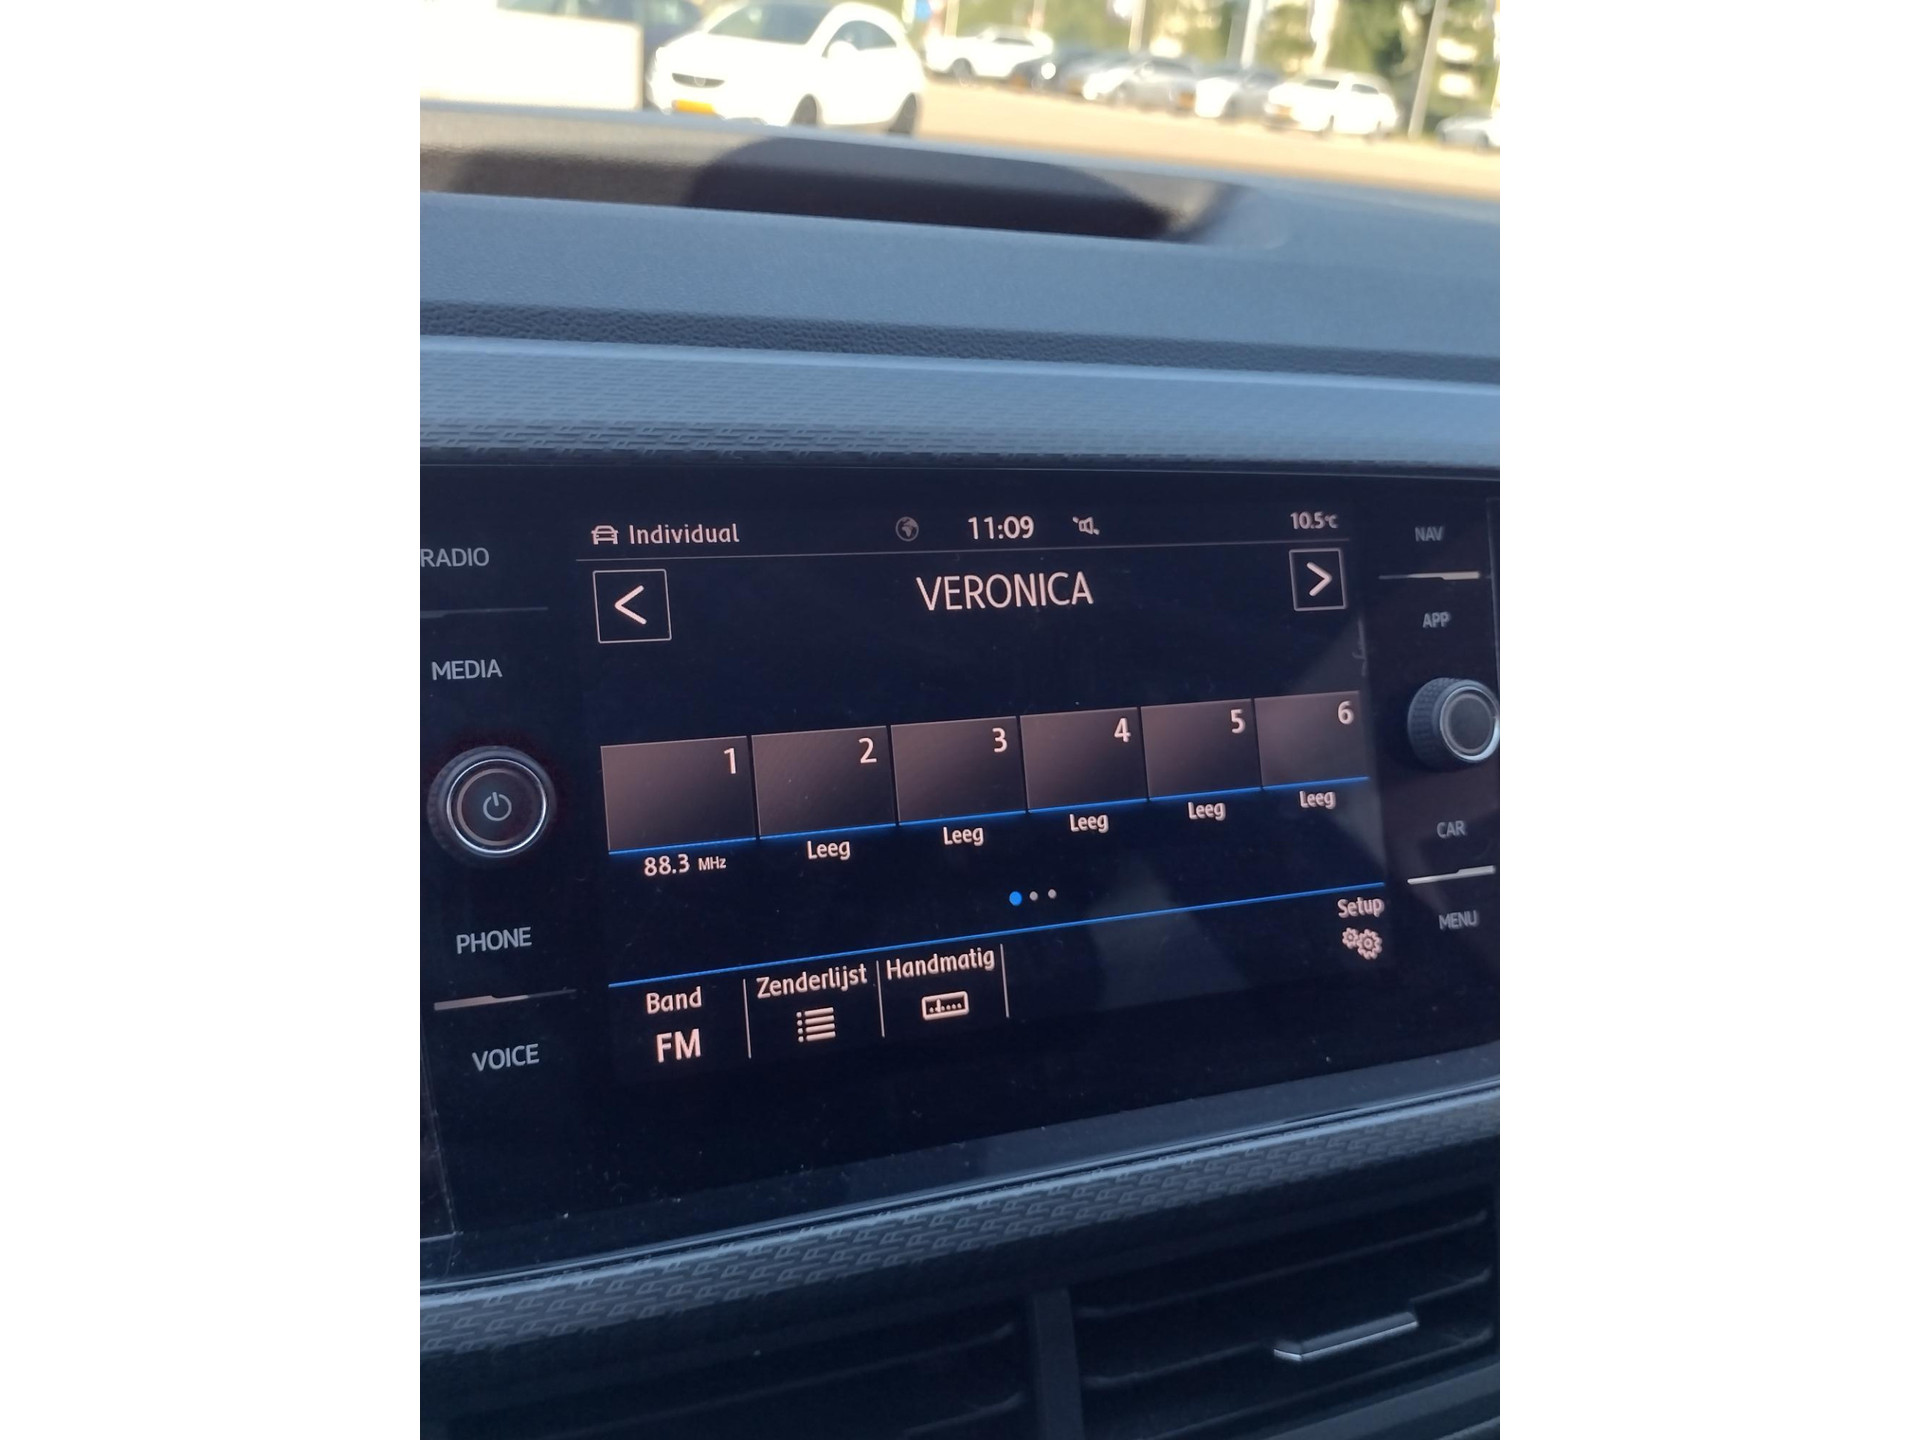 Individual 11:09 10.5°C
NAV
RADIO
VERONICA
APP
MEDIA
1 2 3 4 5 6
88.3 MHz Leeg Leeg Leeg Leeg Leeg
CAR
PHONE
Setup
MENU
Band Zenderlijst Handmatig
FM
VOICE